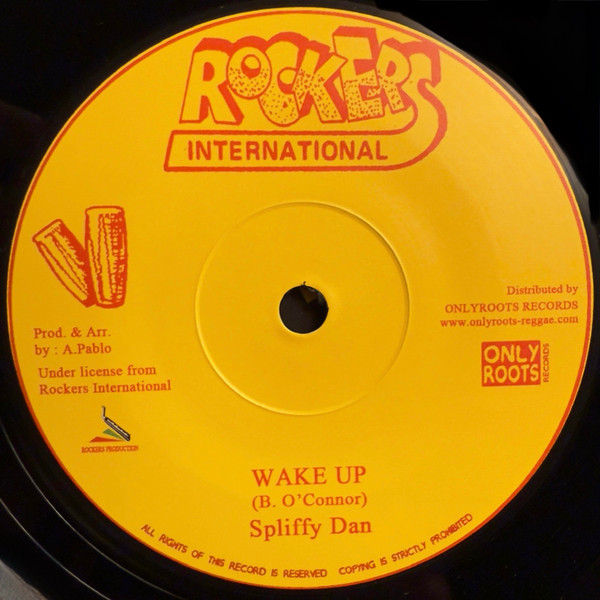 ROCKERS
INTERNATIONAL
Distributed by
ONLYROOTS RECORDS
www.onlyroots-reggae.com
Prod. & Arr.
by : A.Pablo
Under license from
Rockers International
ONLY
ROOTS
RECORDS
ROCKERS PRODUCTION
WAKE UP
(B. O'Connor)
Spliffy Dan
ALL RIGHTS OF THIS RECORD IS RESERVED COPYING IS STRICTLY PROHIBITED